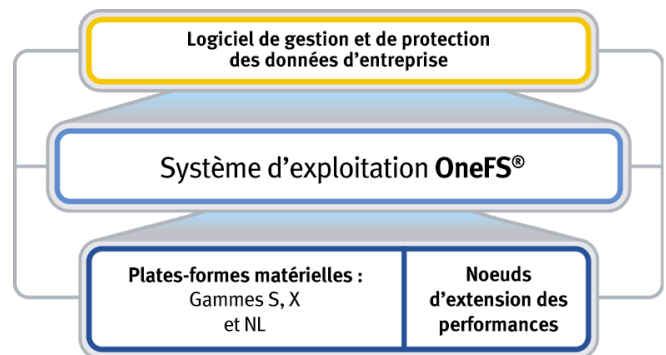 Logiciel de gestion et de protection
des données d'entreprise
Système d'exploitation OneFS®
Plates-formes matérielles :
Gammes S, X
et NL
Noeuds
d'extension des
performances